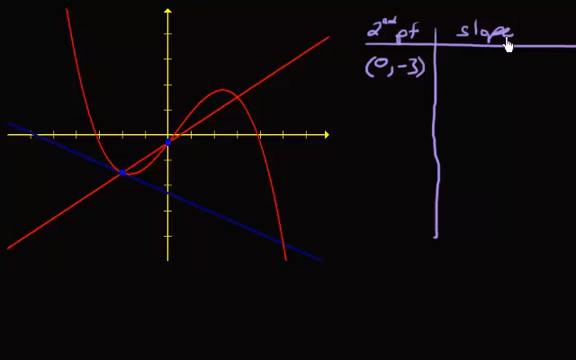 2nd pt slope
(0, -3)